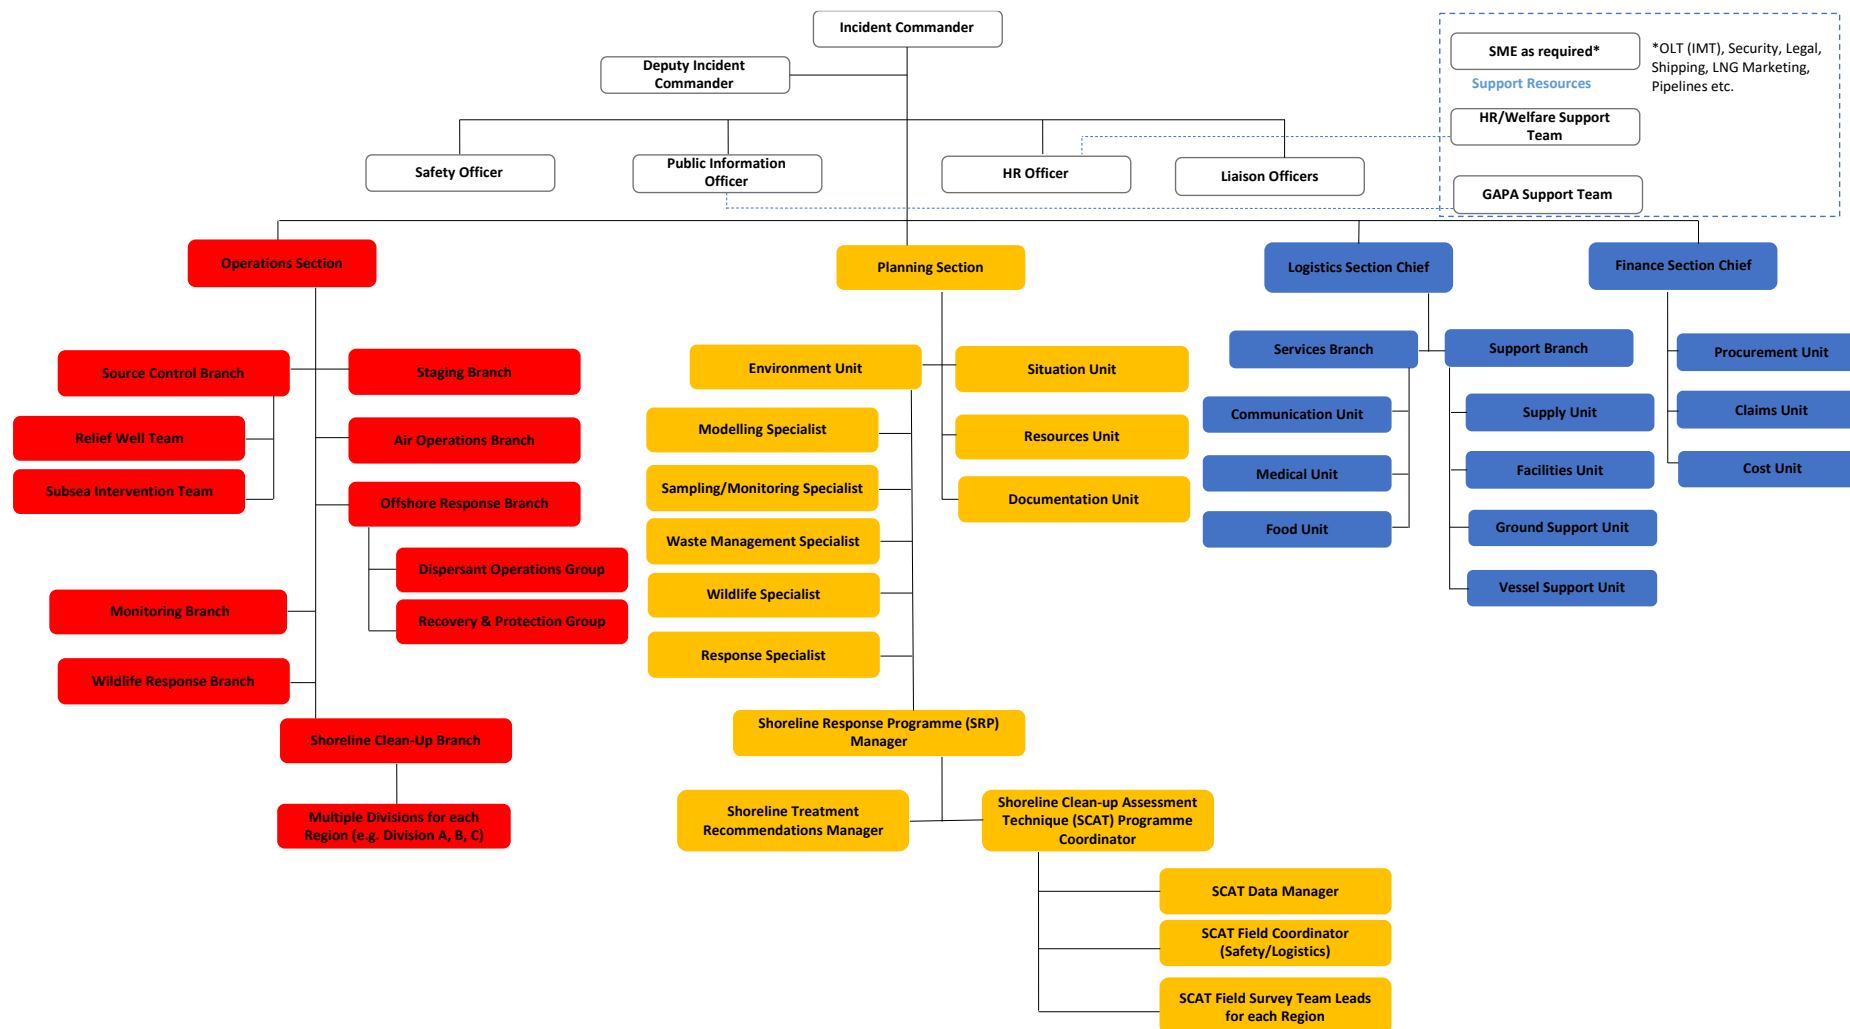 Incident Commander
Deputy Incident
Commander
SME as required*
*OLT (IMT), Security, Legal,
Shipping, LNG Marketing,
Pipelines etc.
Support Resources
HR/Welfare Support
Team
GAPA Support Team
Safety Officer
Public Information
Officer
HR Officer
Liaison Officers
Operations Section
Planning Section
Logistics Section Chief
Finance Section Chief
Source Control Branch
Staging Branch
Relief Well Team
Air Operations Branch
Subsea Intervention Team
Offshore Response Branch
Dispersant Operations Group
Monitoring Branch
Recovery & Protection Group
Wildlife Response Branch
Shoreline Clean-Up Branch
Multiple Divisions for each
Region (e.g. Division A, B, C)
Environment Unit
Situation Unit
Modelling Specialist
Resources Unit
Sampling/Monitoring Specialist
Documentation Unit
Waste Management Specialist
Wildlife Specialist
Response Specialist
Shoreline Response Programme (SRP)
Manager
Shoreline Treatment
Recommendations Manager
Shoreline Clean-up Assessment
Technique (SCAT) Programme
Coordinator
SCAT Data Manager
SCAT Field Coordinator
(Safety/Logistics)
SCAT Field Survey Team Leads
for each Region
Services Branch
Support Branch
Communication Unit
Supply Unit
Medical Unit
Facilities Unit
Food Unit
Ground Support Unit
Vessel Support Unit
Procurement Unit
Claims Unit
Cost Unit